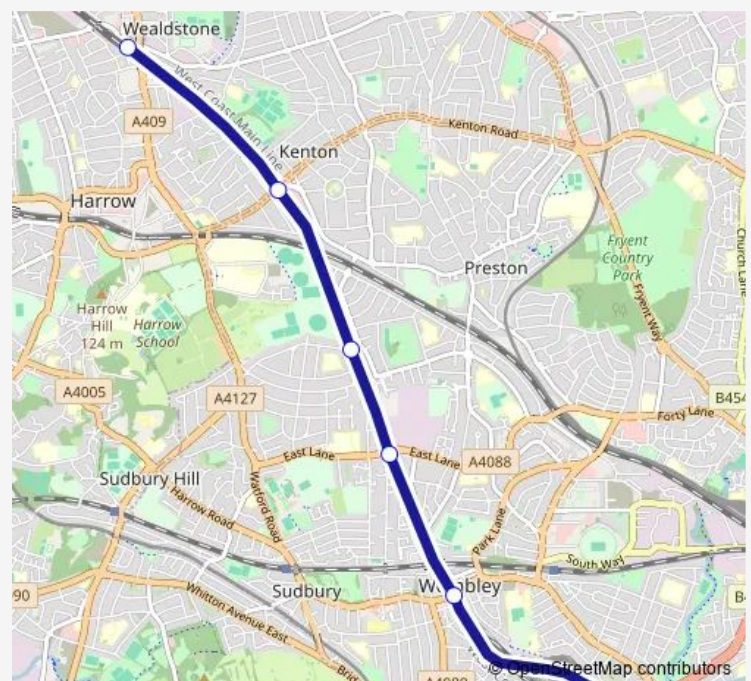 Wealdstone
West Coast Main Line
A409
Kenton Road
Kenton
Harrow
Fryent
Country
Park
Church Lane
Preston
Harrow
Hill
124 m
Harrow
School
Fryent Way
A4005
A4127
B454
Forty Lane
East Lane
East Lane
A4088
Sudbury Hill
Watford Road
Harrow Road
Park Lane
South Way
90
Sudbury
Wembley
Whitton Avenue East
© OpenStreetMap contributors